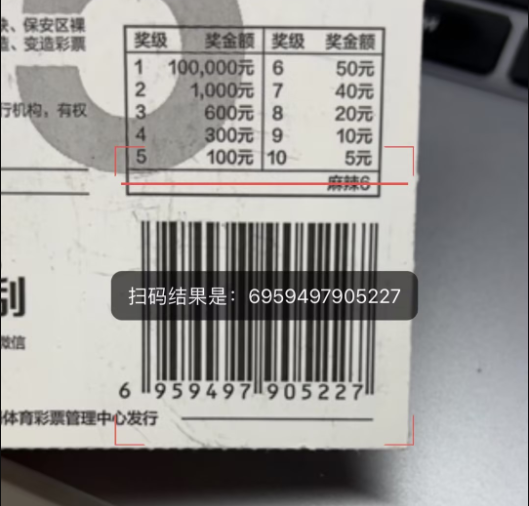 、保安区裸
、变造彩票
行机构，有权
奖级 奖金额 奖级 奖金额
1 100,000元 6 50元
2 1,000元 7 40元
3 600元 8 20元
4 300元 9 10元
5 100元 10 5元
麻辣6
扫码结果是：6959497905227
刮
微信
6 959497 905227
体育彩票管理中心发行